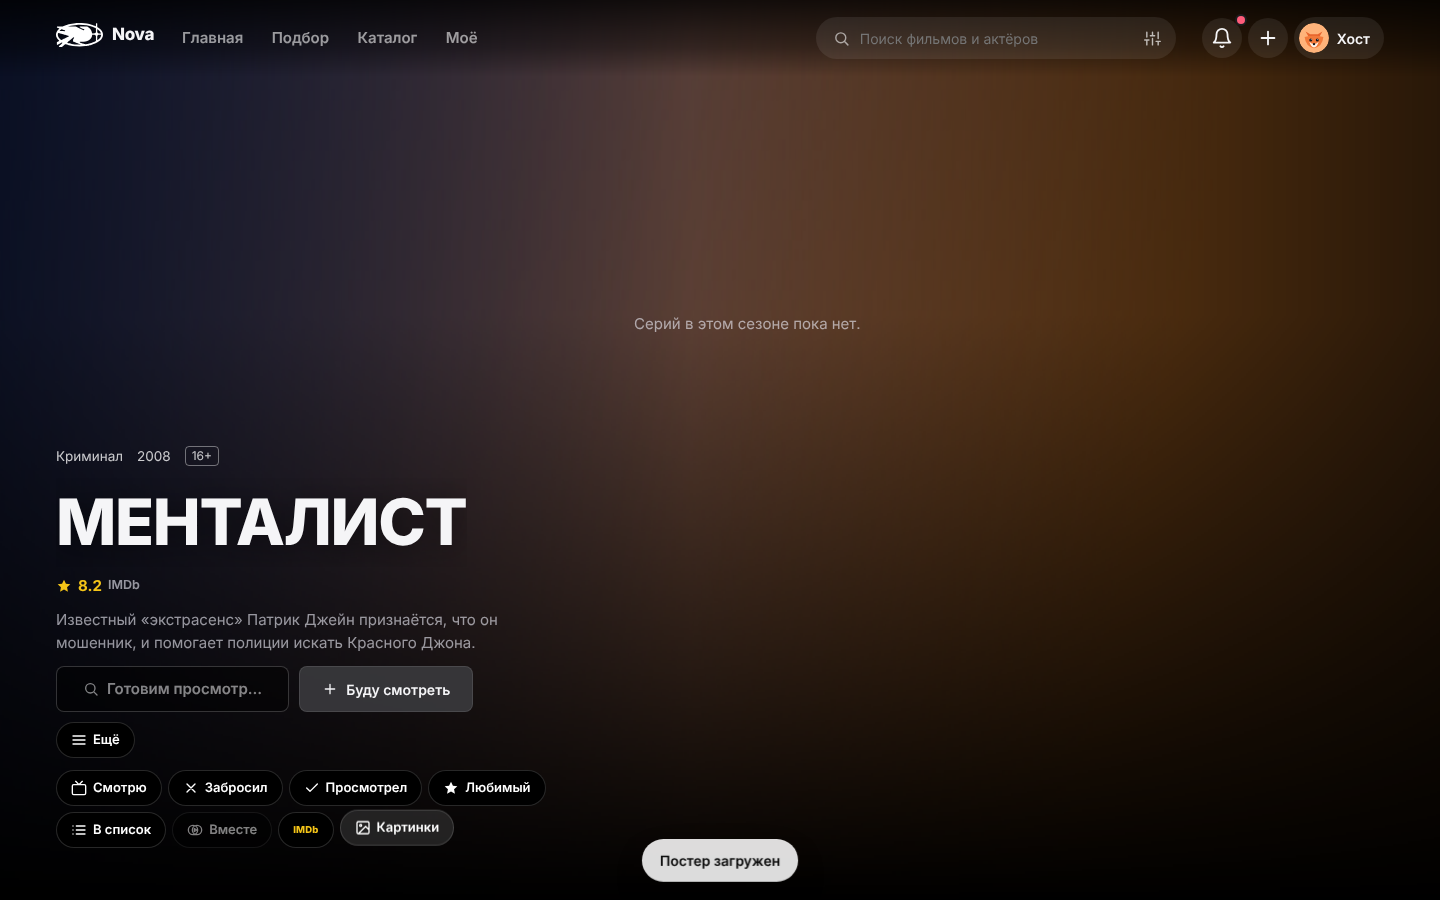 Nova
Главная
Подбор
Каталог
Моё
Поиск фильмов и актёров
Хост
Серий в этом сезоне пока нет.
Криминал 2008 16+
МЕНТАЛИСТ
8.2 IMDb
Известный «экстрасенс» Патрик Джейн признаётся, что он
мошенник, и помогает полиции искать Красного Джона.
Готовим просмотр...
Буду смотреть
Ещё
Смотрю
Забросил
Просмотрел
Любимый
В список
Вместе
IMDb
Картинки
Постер загружен